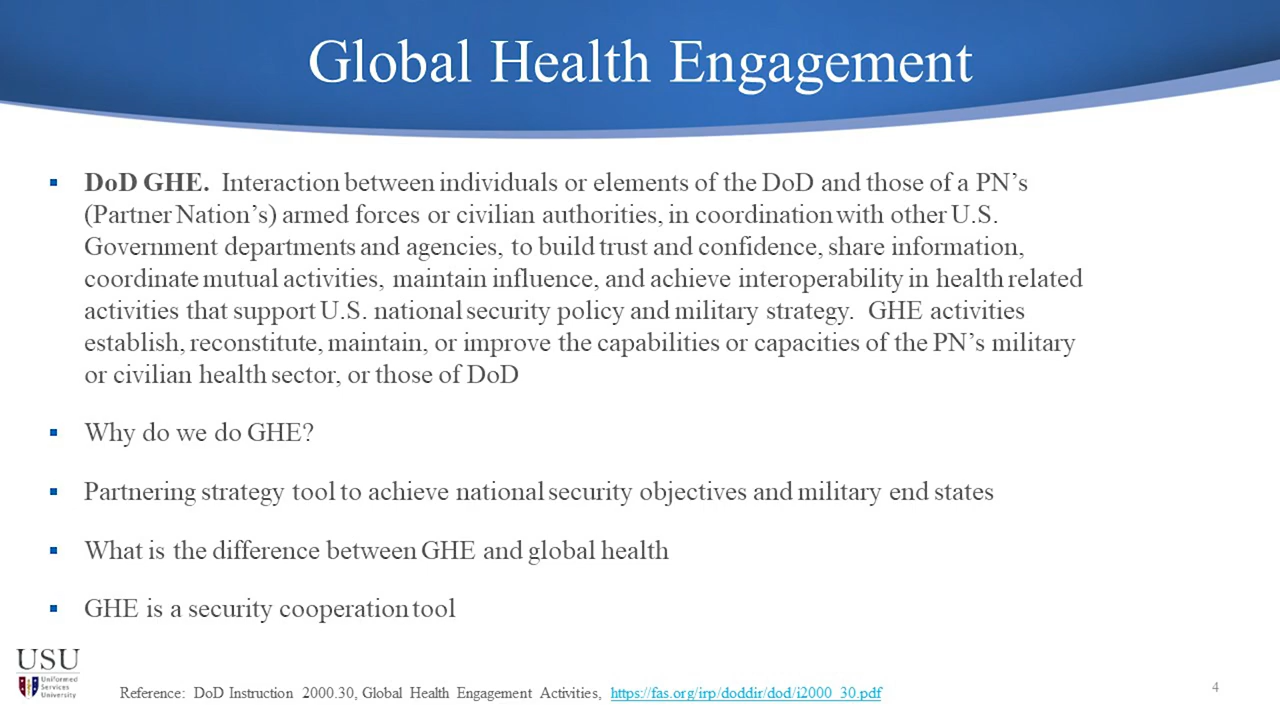 Global Health Engagement
▪ DoD GHE. Interaction between individuals or elements of the DoD and those of a PN’s
(Partner Nation’s) armed forces or civilian authorities, in coordination with other U.S.
Government departments and agencies, to build trust and confidence, share information,
coordinate mutual activities, maintain influence, and achieve interoperability in health related
activities that support U.S. national security policy and military strategy. GHE activities
establish, reconstitute, maintain, or improve the capabilities or capacities of the PN’s military
or civilian health sector, or those of DoD
▪ Why do we do GHE?
▪ Partnering strategy tool to achieve national security objectives and military end states
▪ What is the difference between GHE and global health
▪ GHE is a security cooperation tool
USU
Uniformed
Services
University
Reference: DoD Instruction 2000.30, Global Health Engagement Activities, https://fas.org/irp/doddir/dod/i2000_30.pdf
4